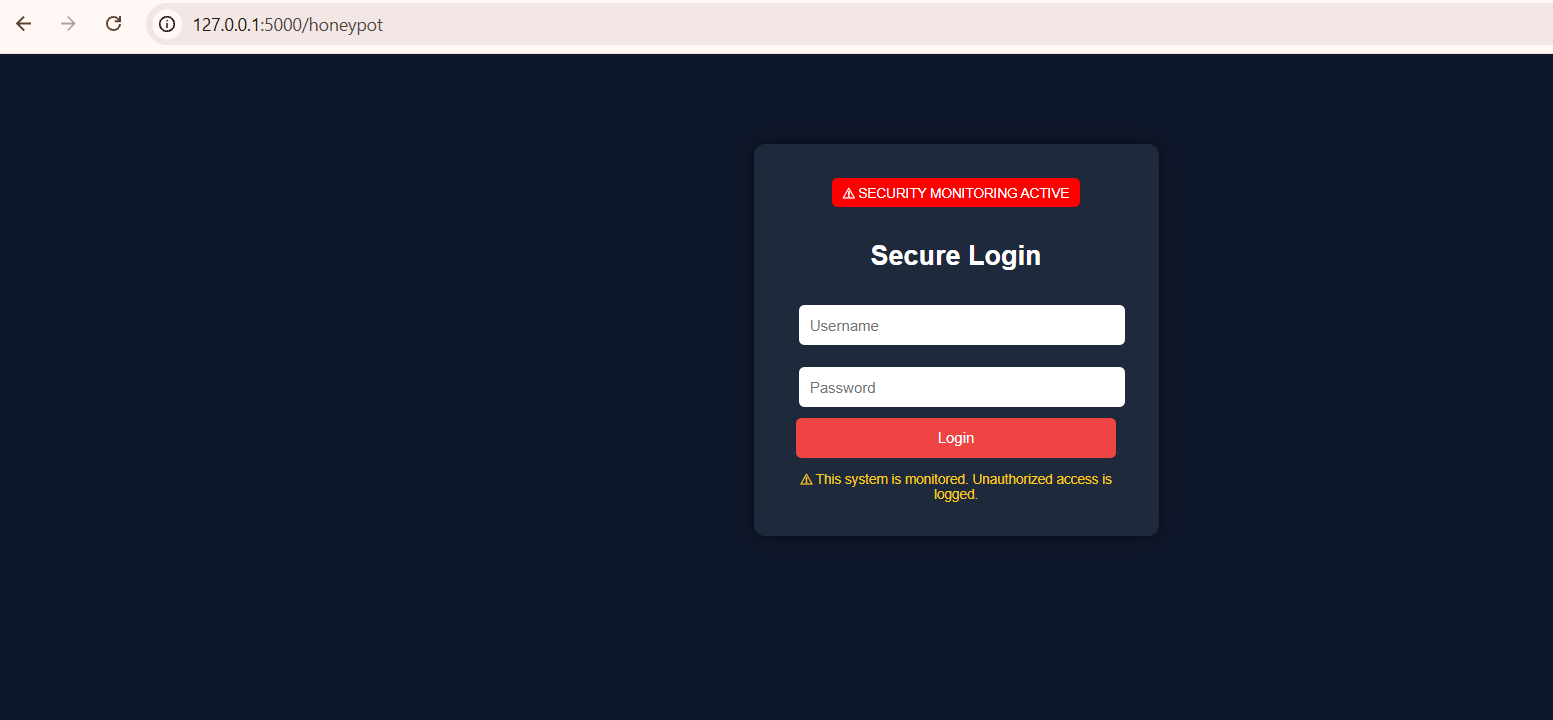 127.0.0.1:5000/honeypot
⚠ SECURITY MONITORING ACTIVE
Secure Login
Username
Password
Login
⚠ This system is monitored. Unauthorized access is
logged.